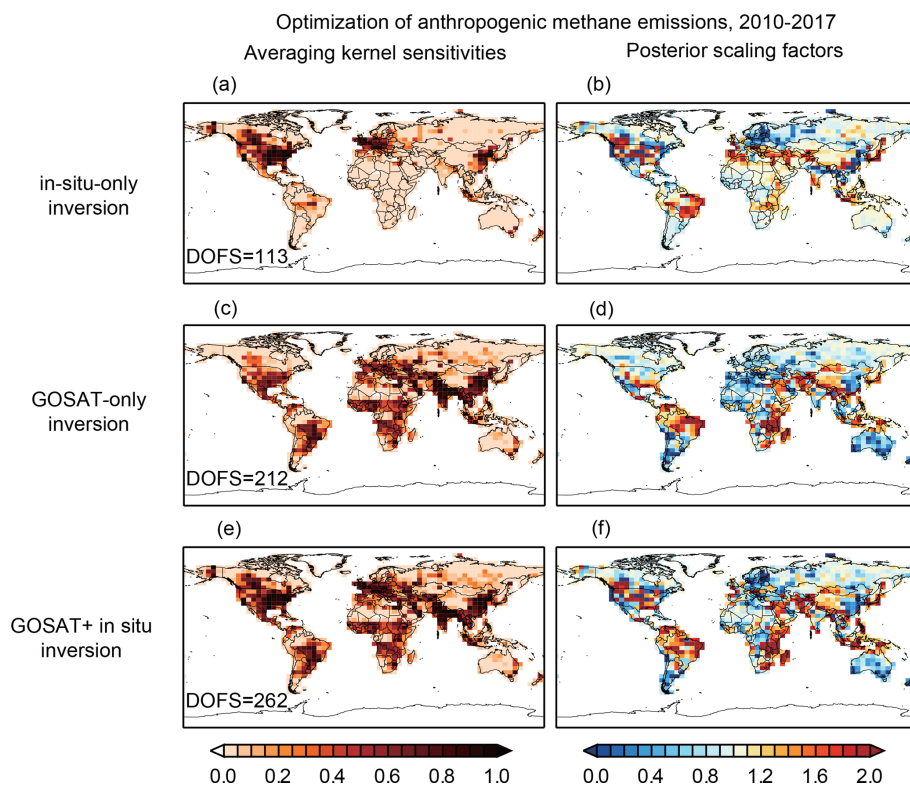 Optimization of anthropogenic methane emissions, 2010-2017
Averaging kernel sensitivities
Posterior scaling factors
(a)
(b)
in-situ-only
inversion
DOFS=113
(c)
(d)
GOSAT-only
inversion
DOFS=212
(e)
(f)
GOSAT+ in situ
inversion
DOFS=262
0.0 0.2 0.4 0.6 0.8 1.0
0.0 0.4 0.8 1.2 1.6 2.0